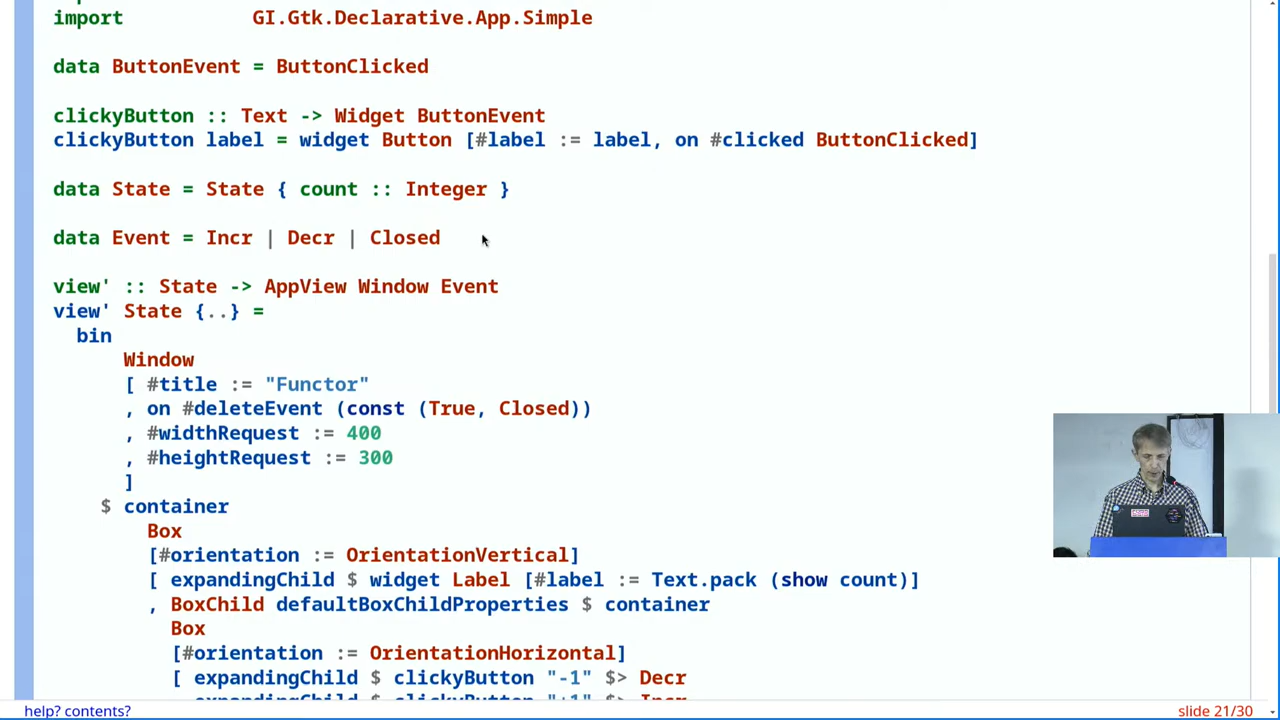 import           GI.Gtk.Declarative.App.Simple
data ButtonEvent = ButtonClicked
clickyButton :: Text -> Widget ButtonEvent
clickyButton label = widget Button [#label := label, on #clicked ButtonClicked]
data State = State { count :: Integer }
data Event = Incr | Decr | Closed
view' :: State -> AppView Window Event
view' State {..} =
  bin
      Window
      [ #title := "Functor"
      , on #deleteEvent (const (True, Closed))
      , #widthRequest := 400
      , #heightRequest := 300
      ]
    $ container
        Box
        [#orientation := OrientationVertical]
        [ expandingChild $ widget Label [#label := Text.pack (show count)]
        , BoxChild defaultBoxChildProperties $ container
          Box
          [#orientation := OrientationHorizontal]
          [ expandingChild $ clickyButton "-1" $> Decr
          , expandingChild $ clickyButton "+1" $> Incr
help? contents?
slide 21/30